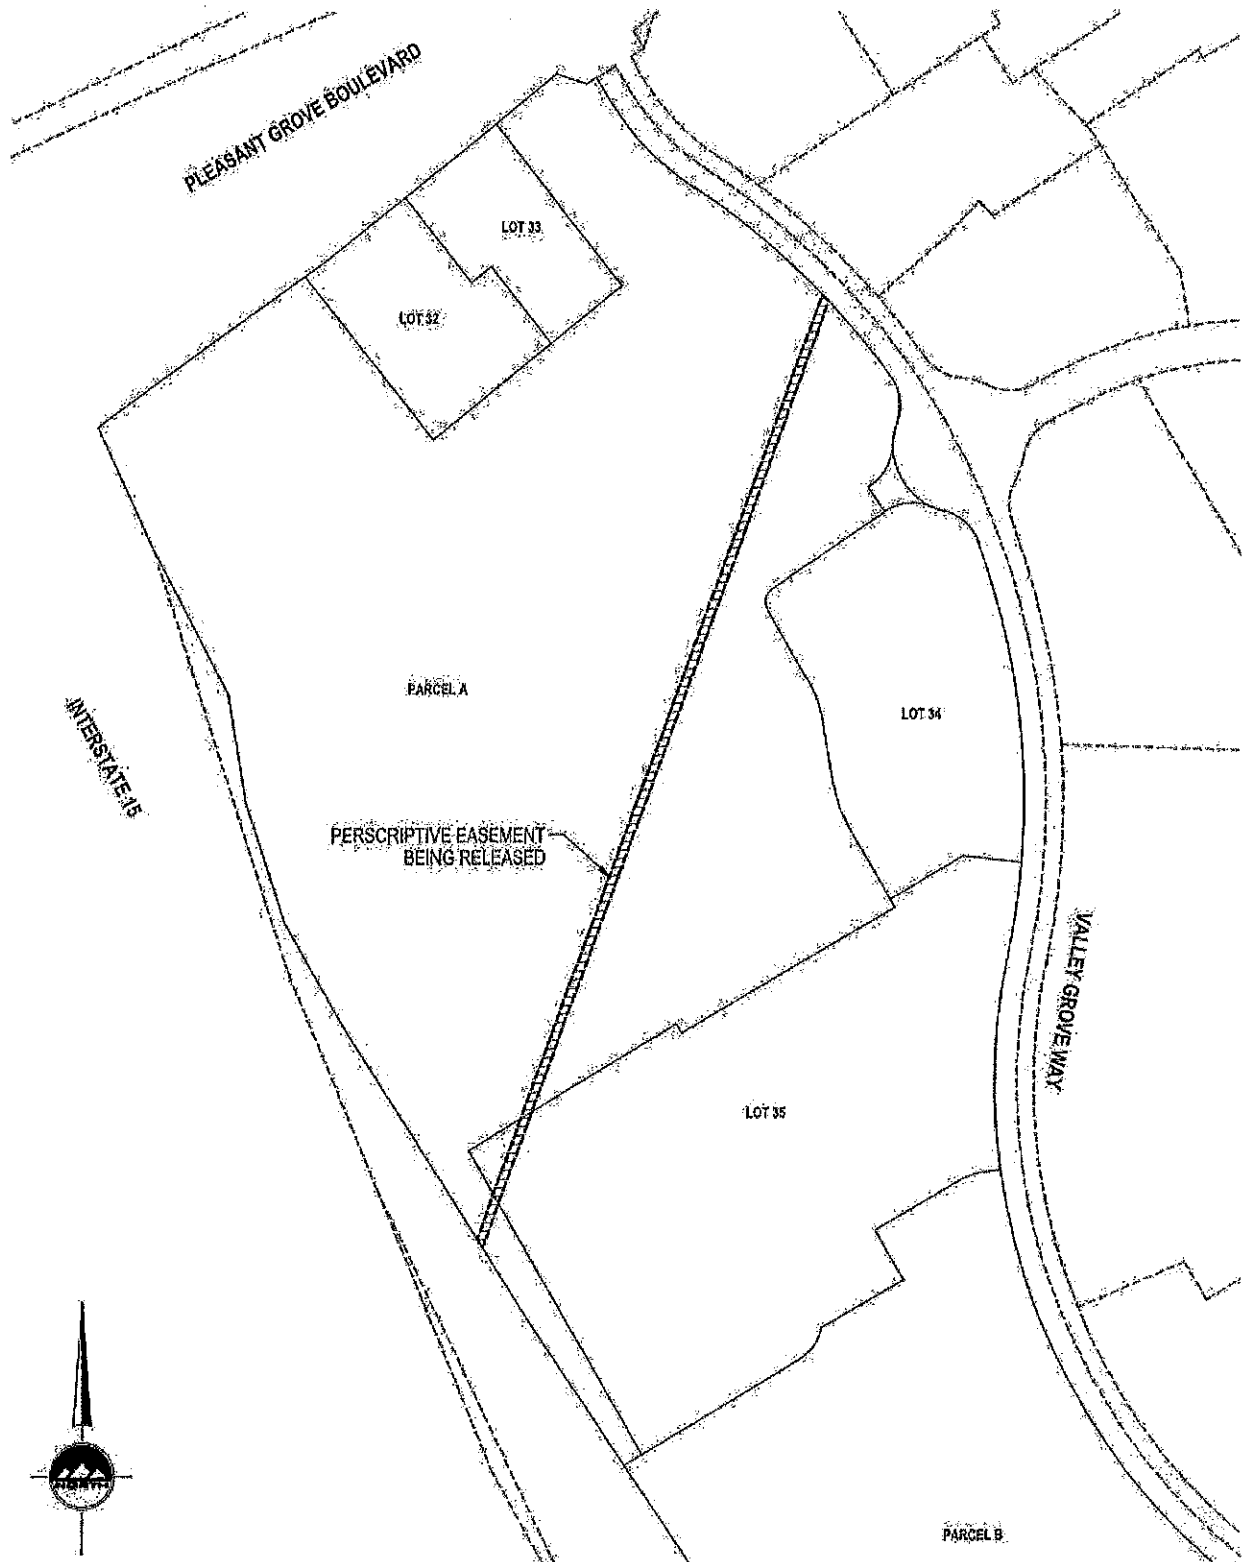 PLEASANT GROVE BOULEVARD
LOT 33
LOT 32
PARCEL A
LOT 34
INTERSTATE 15
PERSCRIPTIVE EASEMENT
BEING RELEASED
VALLEY GROVE WAY
LOT 35
NORTH
PARCEL B